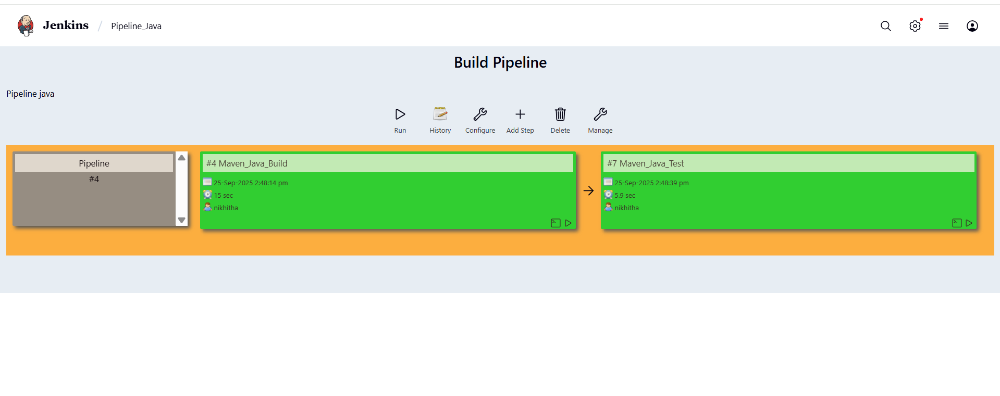 Jenkins / Pipeline_Java
Build Pipeline
Pipeline java
Run History Configure Add Step Delete Manage
Pipeline
#4
#4 Maven_Java_Build
25-Sep-2025 2:48:14 pm
15 sec
nikhitha
#7 Maven_Java_Test
25-Sep-2025 2:48:39 pm
5.9 sec
nikhitha